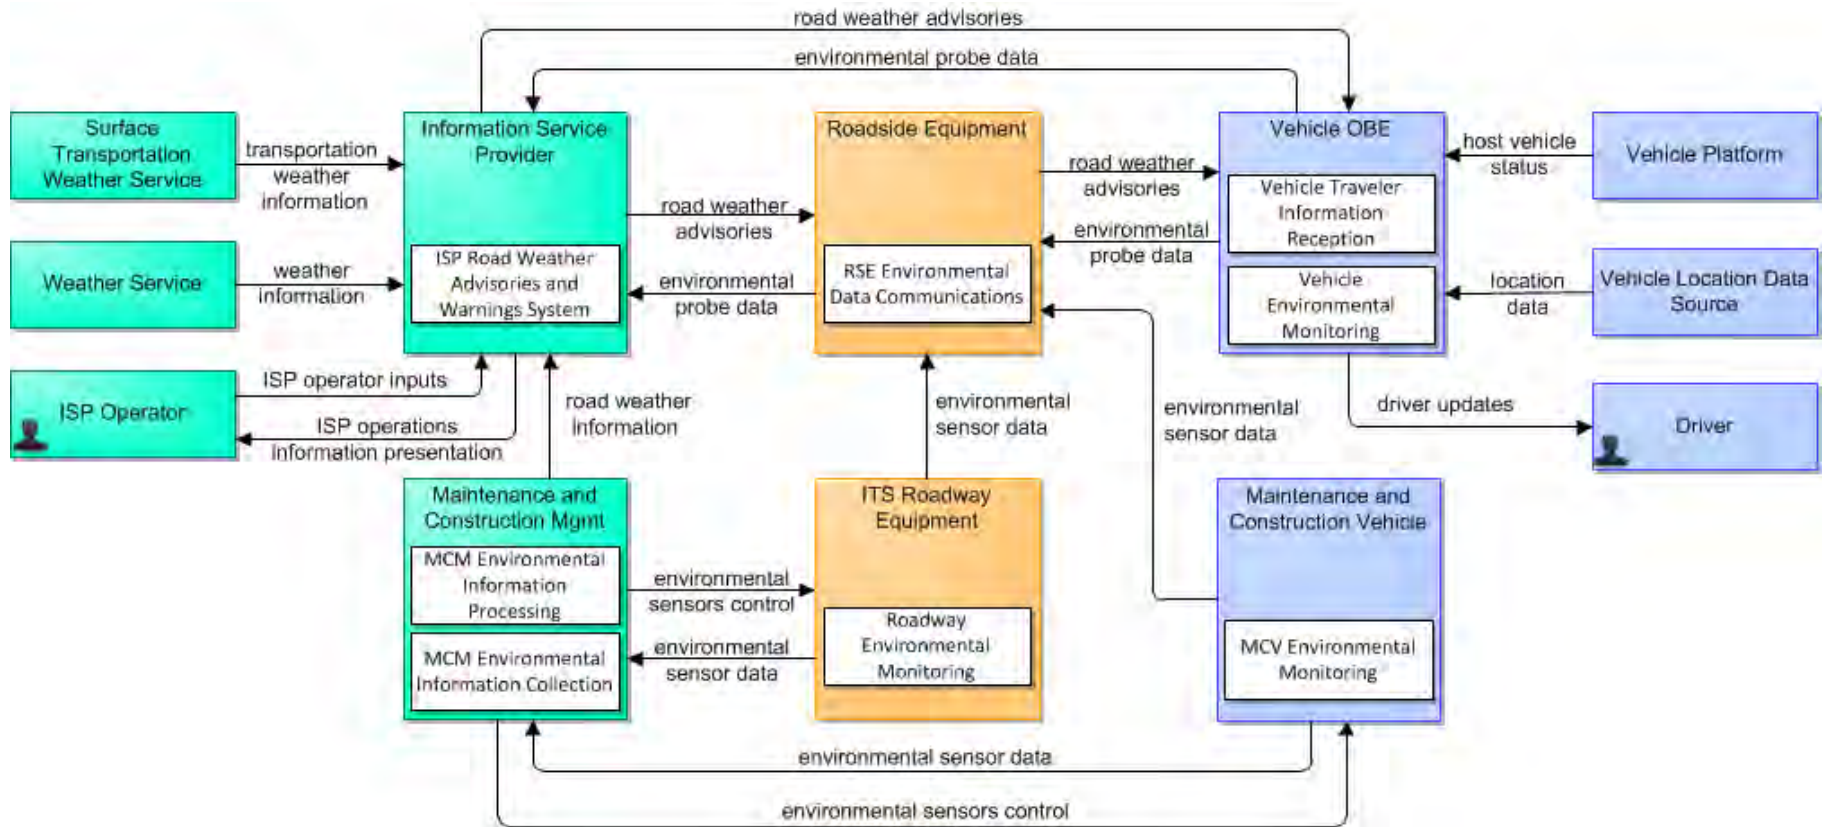 road weather advisories
environmental probe data
Surface
Transportation
Weather Service
transportation
weather
information
Information Service
Provider
ISP Road Weather
Advisories and
Warnings System
road weather
advisories
environmental
probe data
Roadside Equipment
RSE Environmental
Data Communications
road weather
advisories
environmental
probe data
Vehicle OBE
Vehicle Traveler
Information
Reception
Vehicle
Environmental
Monitoring
host vehicle
status
Vehicle Platform
Weather Service
weather
information
location
data
Vehicle Location Data
Source
ISP Operator
ISP operator inputs
ISP operations
information presentation
road weather
information
environmental
sensor data
environmental
sensor data
driver updates
Driver
Maintenance and
Construction Mgmt
MCM Environmental
Information
Processing
MCM Environmental
Information Collection
environmental
sensors control
environmental
sensor data
ITS Roadway
Equipment
Roadway
Environmental
Monitoring
Maintenance and
Construction Vehicle
MCV Environmental
Monitoring
environmental sensor data
environmental sensors control